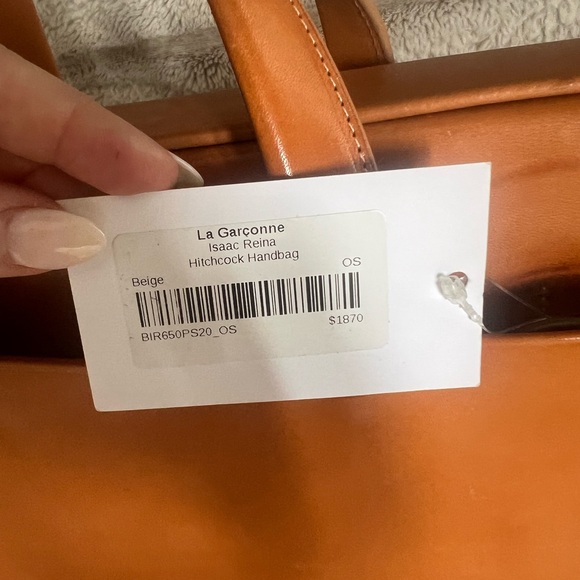 La Garçonne
Isaac Reina
Hitchcock Handbag
Beige OS
BIR650PS20_OS $1870